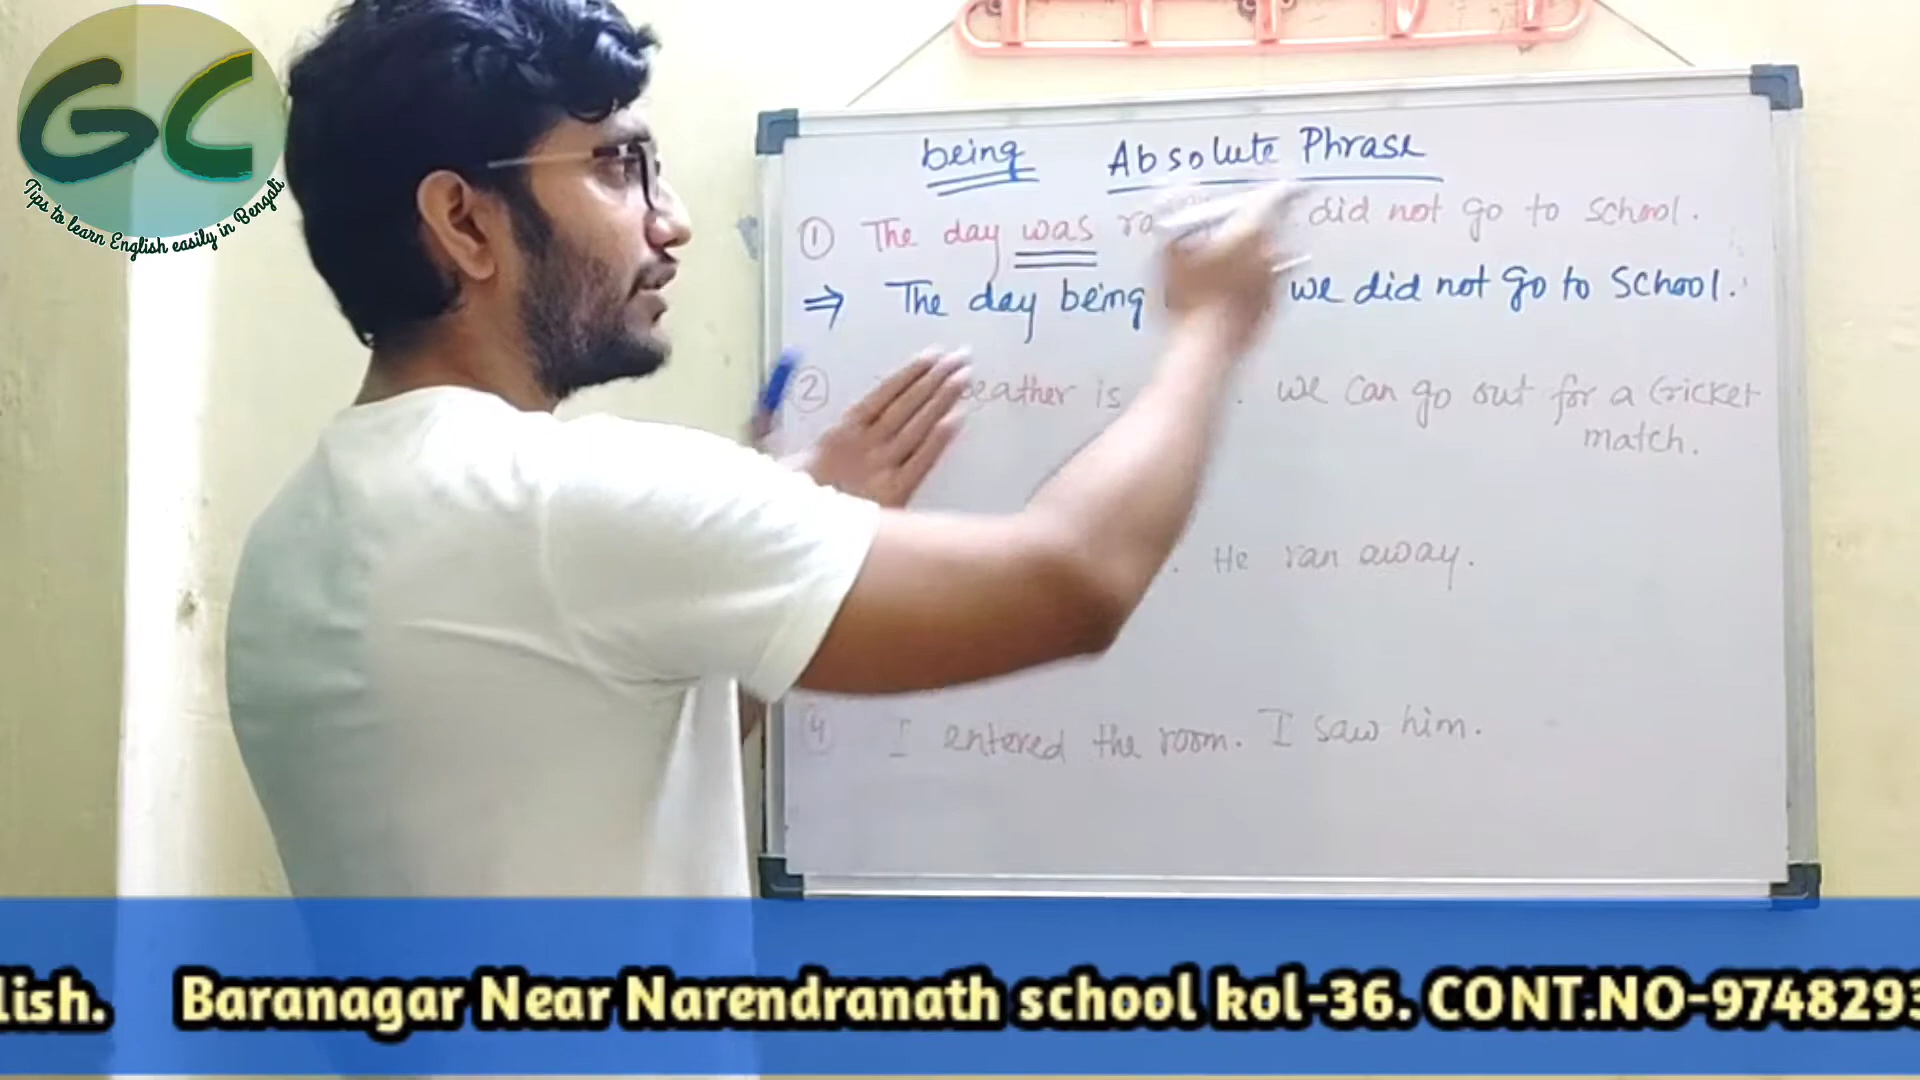 GC
Tips to learn English easily in Bengali
being Absolute Phrase
① The day was did not go to school.
⇒ The day being we did not go to School.
② is . we can go out for a Cricket
match.
. He ran away.
④ I entered the room. I saw him.
lish. Baranagar Near Narendranath school kol-36. CONT.NO-9748293